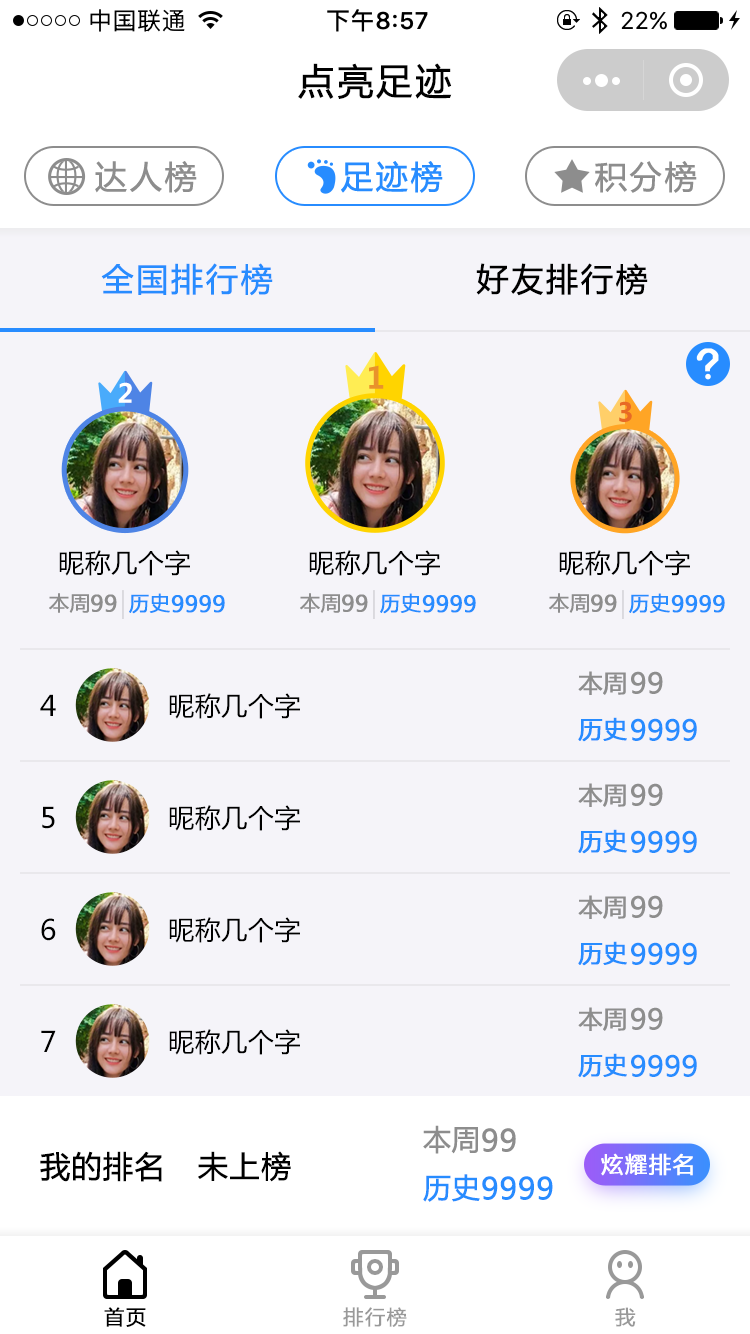 中国联通 下午8:57 22%
点亮足迹
达人榜 足迹榜 积分榜
全国排行榜 好友排行榜
?
2 1 3
昵称几个字 昵称几个字 昵称几个字
本周99 历史9999 本周99 历史9999 本周99 历史9999
4 昵称几个字 本周99
历史9999
5 昵称几个字 本周99
历史9999
6 昵称几个字 本周99
历史9999
7 昵称几个字 本周99
历史9999
我的排名 未上榜 本周99
历史9999 炫耀排名
首页 排行榜 我